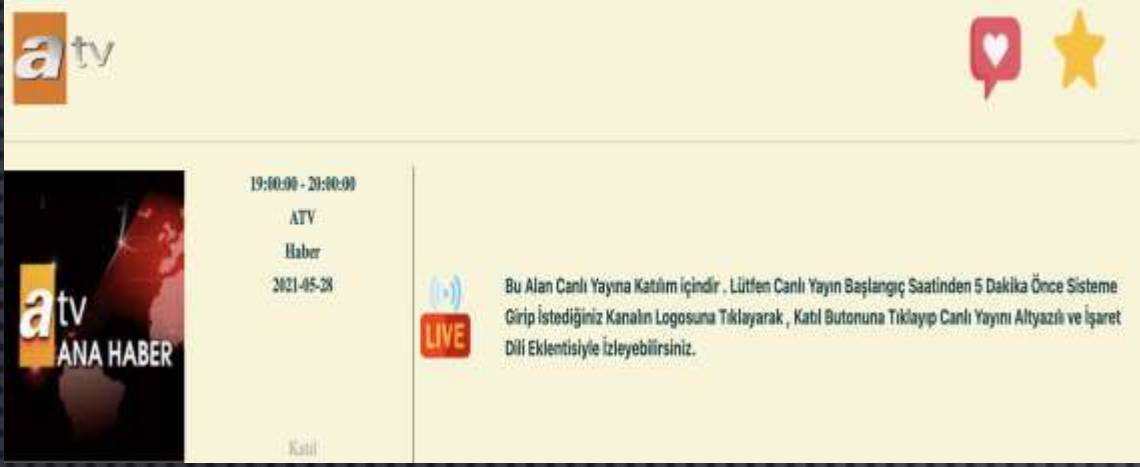 atv
19:00:00 - 20:00:00
ATV
Haber
2021-05-28
atv
ANA HABER
LIVE
Bu Alan Canlı Yayına Katılım içindir . Lütfen Canlı Yayın Başlangıç Saatinden 5 Dakika Önce Sisteme
Girip İstediğiniz Kanalın Logosuna Tıklayarak , Katıl Butonuna Tıklayıp Canlı Yayını Altyazılı ve İşaret
Dili Eklentisiyle İzleyebilirsiniz.
Katıl